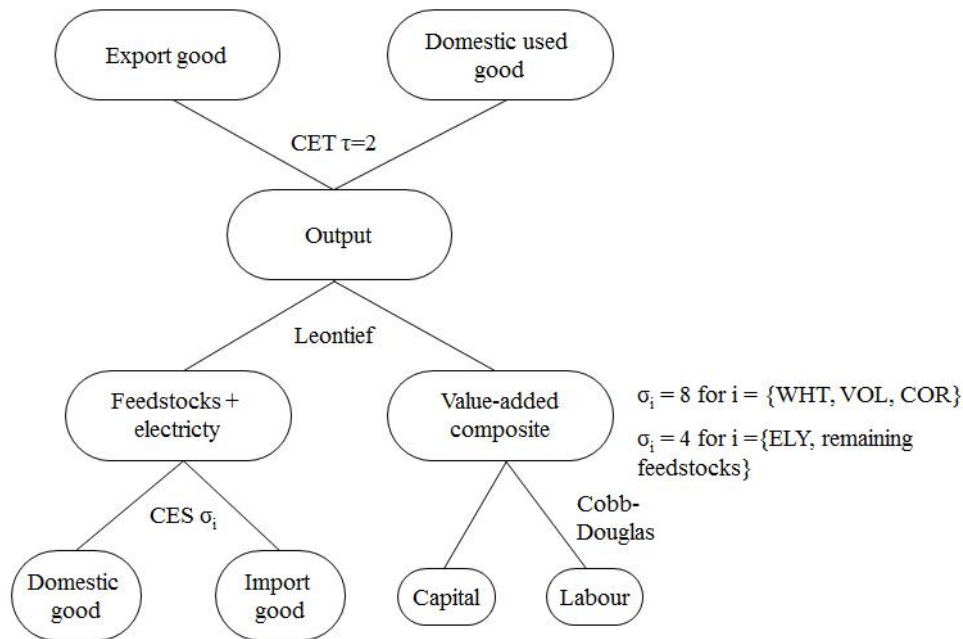 Export good
Domestic used
good
CET τ=2
Output
Leontief
Feedstocks +
electricty
Value-added
composite
σi = 8 for i = {WHT, VOL, COR}
σi = 4 for i ={ELY, remaining
feedstocks}
CES σi
Cobb-
Douglas
Domestic
good
Import
good
Capital
Labour